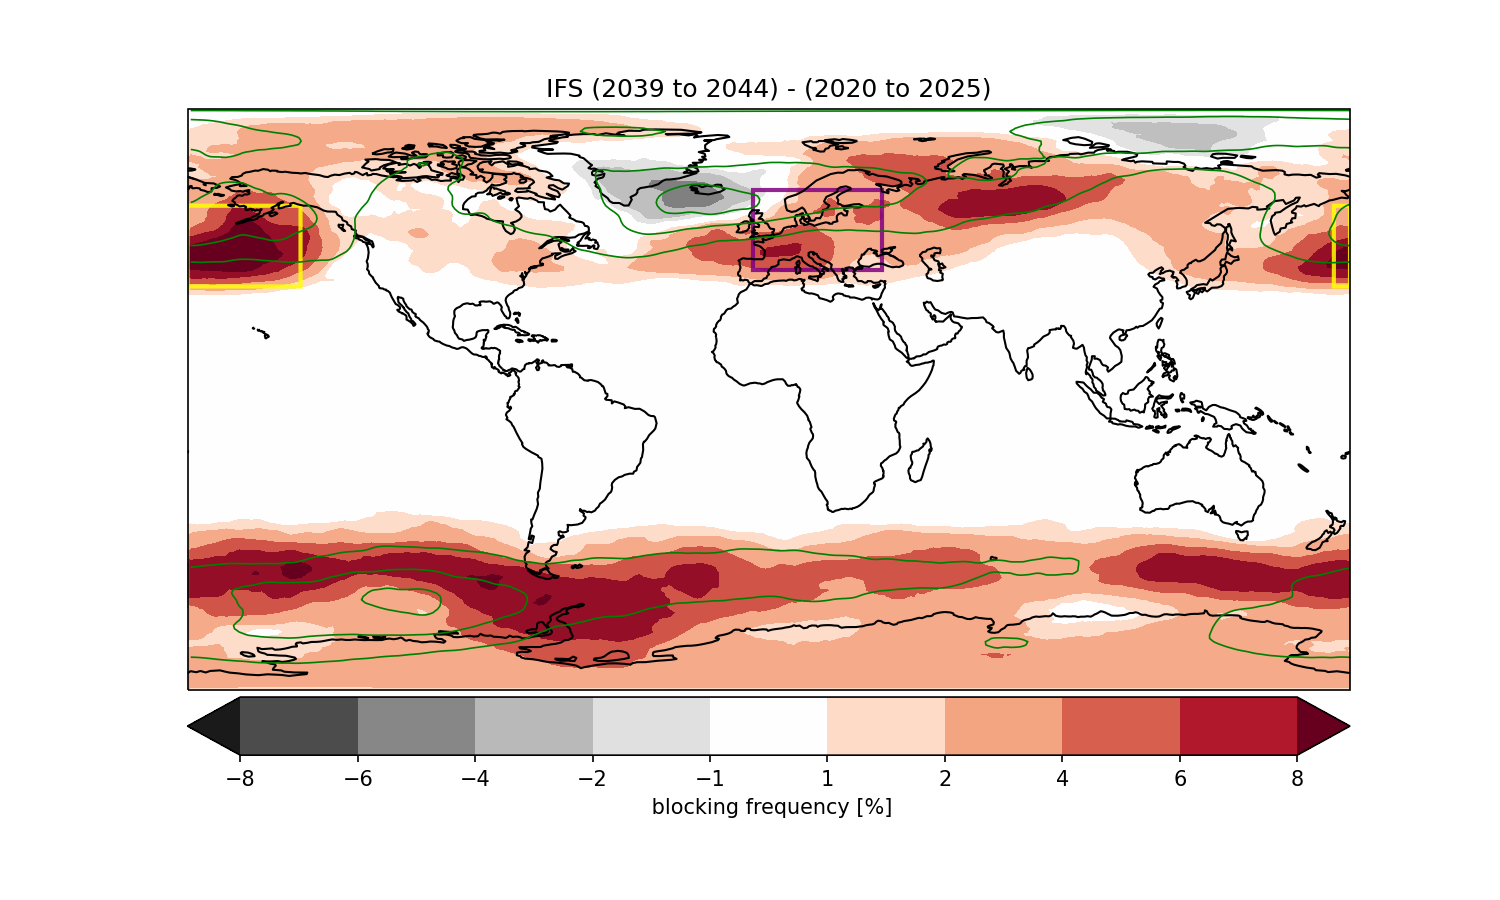 IFS (2039 to 2044) - (2020 to 2025)
−8 −6 −4 −2 −1 1 2 4 6 8
blocking frequency [%]